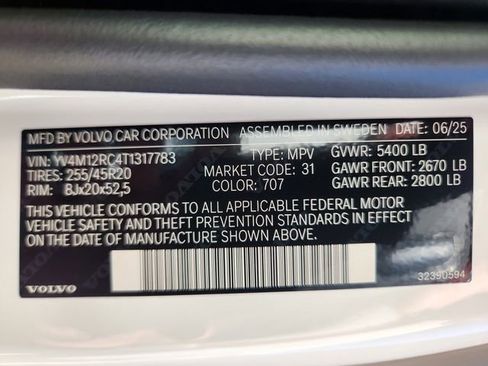 MFD BY VOLVO CAR CORPORATION ASSEMBLED IN SWEDEN DATE: 06/25
VIN: YV4M12RC4T1317783 TYPE: MPV GVWR: 5400 LB
TIRES: 255/45R20 MARKET CODE: 31 GAWR FRONT: 2670 LB
RIM: 8Jx20x52,5 COLOR: 707 GAWR REAR: 2800 LB
THIS VEHICLE CONFORMS TO ALL APPLICABLE FEDERAL MOTOR
VEHICLE SAFETY AND THEFT PREVENTION STANDARDS IN EFFECT
ON THE DATE OF MANUFACTURE SHOWN ABOVE.
32390594
VOLVO